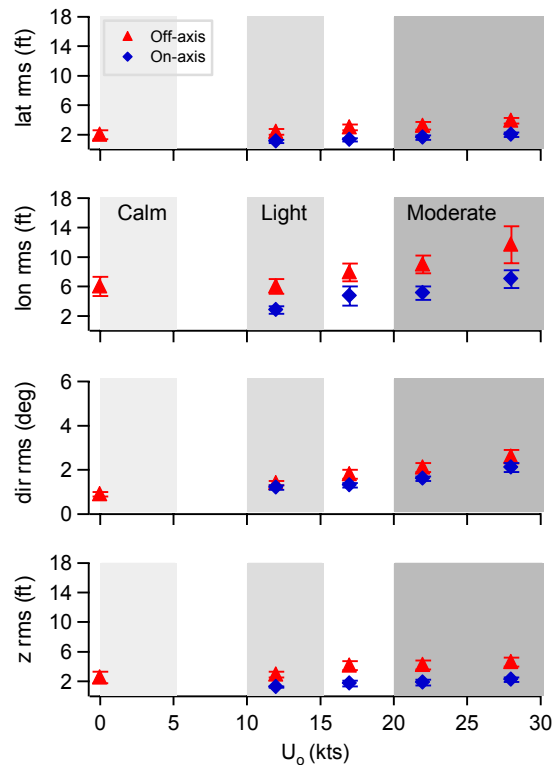 18
14
10
6
2
lat rms (ft)
Off-axis
On-axis
18
14
10
6
2
lon rms (ft)
Calm
Light
Moderate
6
4
2
0
dir rms (deg)
18
14
10
6
2
z rms (ft)
0 5 10 15 20 25 30
Uo (kts)